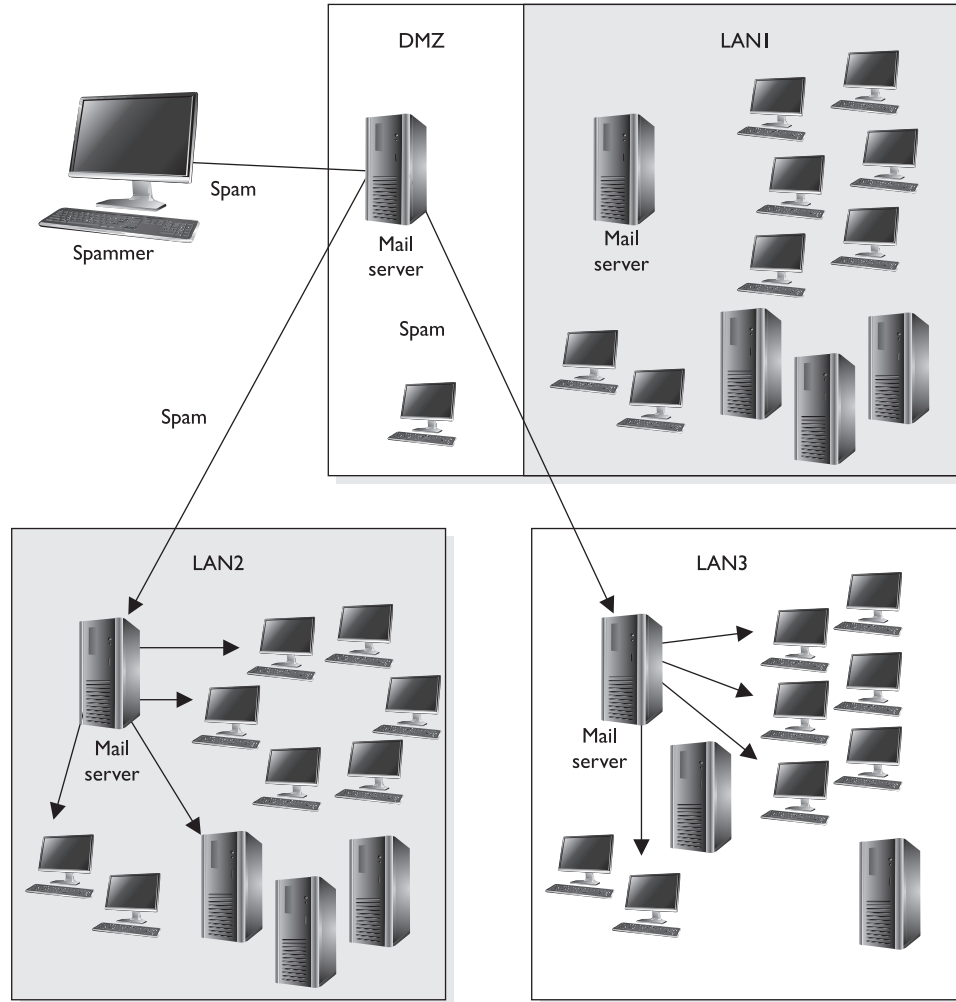 DMZ
LAN1
Spam
Spammer
Mail
server
Mail
server
Spam
Spam
LAN2
LAN3
Mail
server
Mail
server